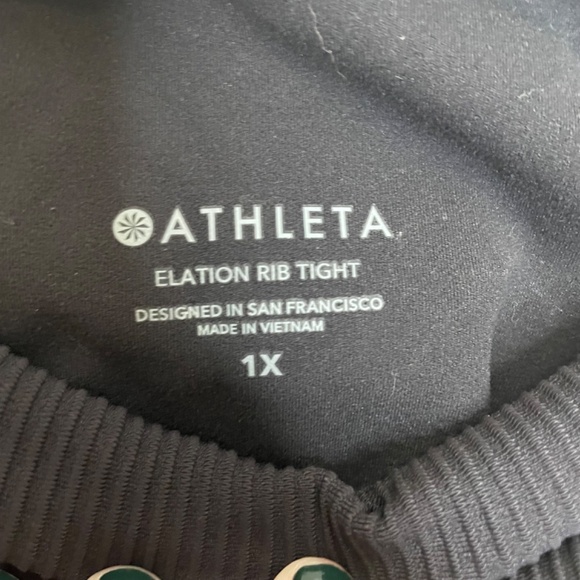 ATHLETA
ELATION RIB TIGHT
DESIGNED IN SAN FRANCISCO
MADE IN VIETNAM
1X